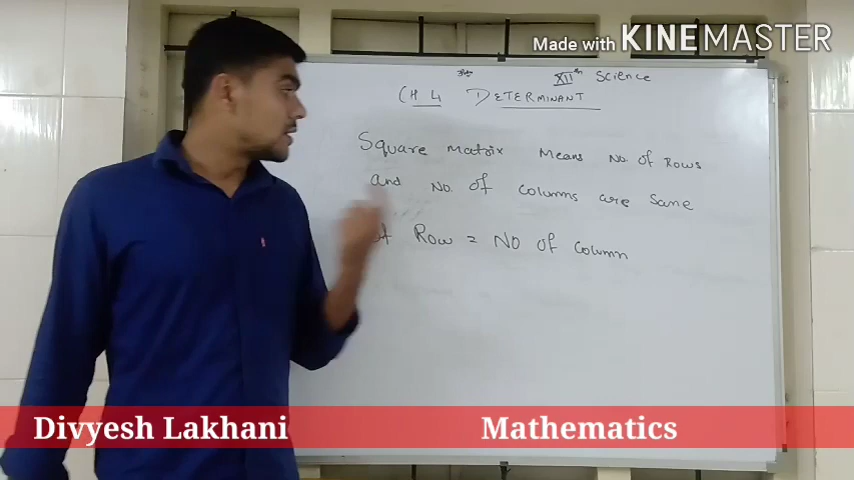 Made with KINEMASTER
XIIth Science
CH 4 DETERMINANT
Square matrix Means No. of Rows
and No. of columns are same
Row = NO of column
Divyesh Lakhani Mathematics